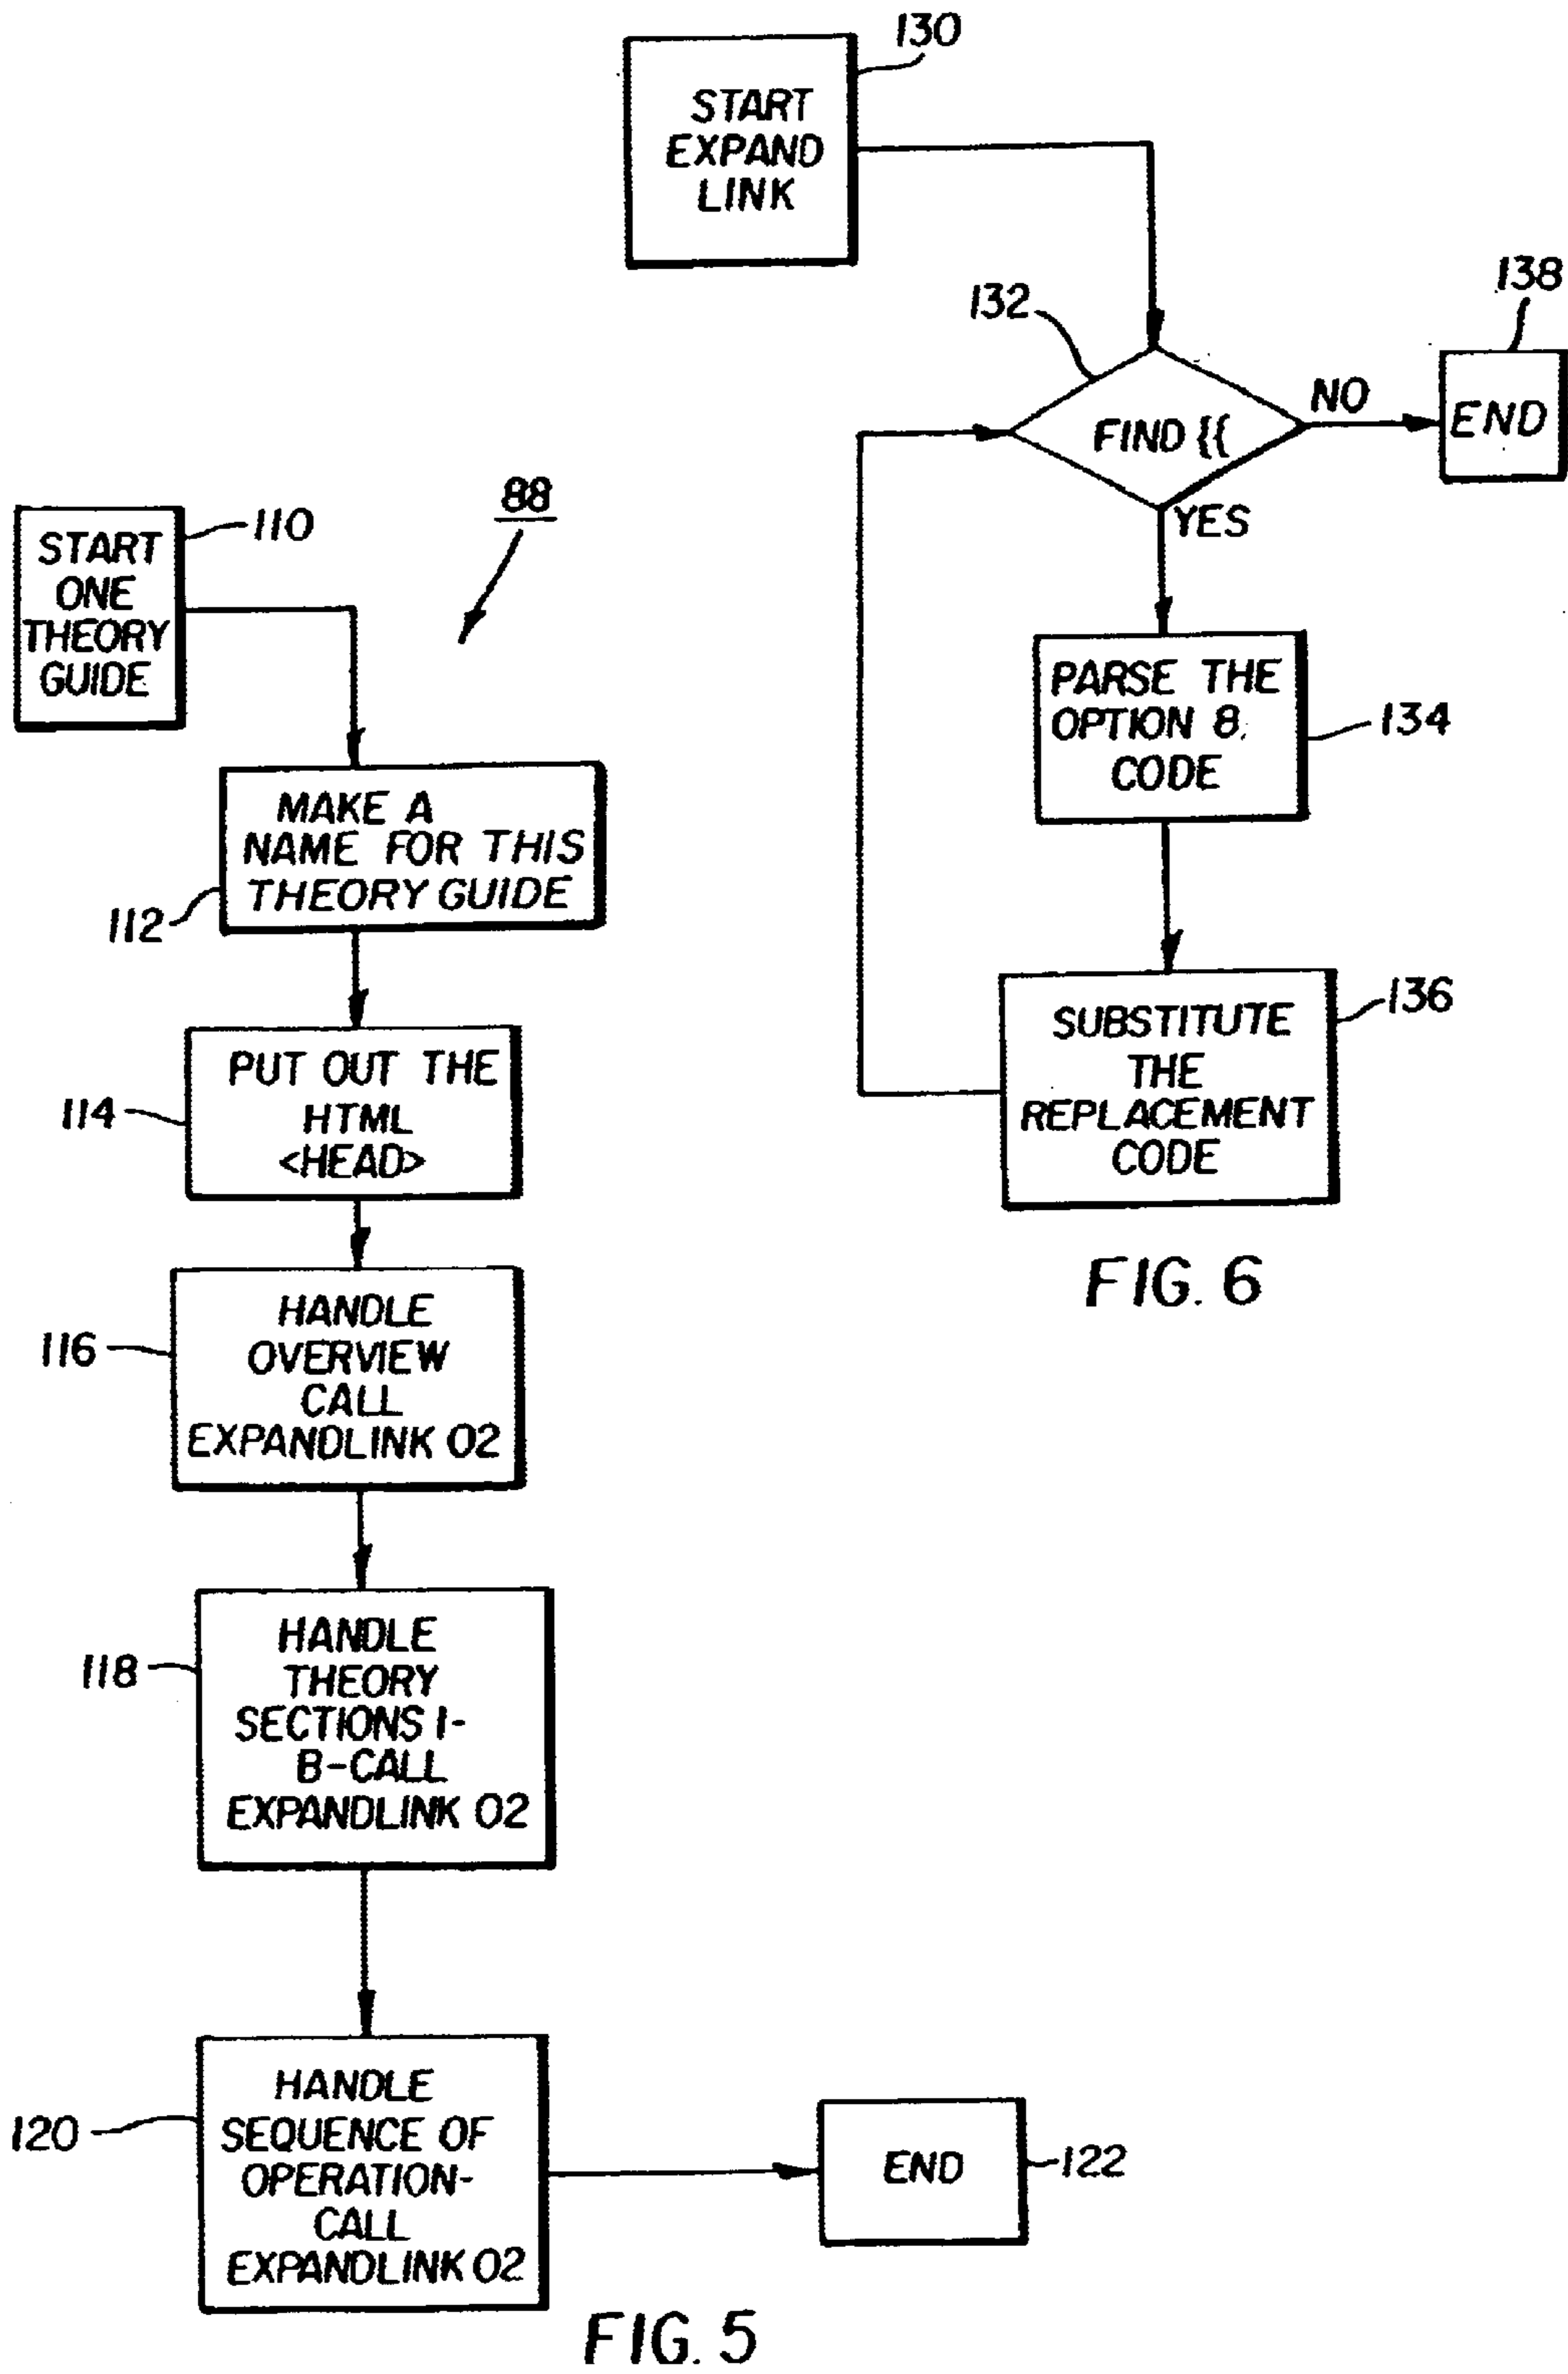 130
START
EXPAND
LINK
132
138
FIND {{
NO
END
YES
PARSE THE
OPTION 8.
CODE
134
SUBSTITUTE
THE
REPLACEMENT
CODE
136
FIG. 6
88
START
ONE
THEORY
GUIDE
110
MAKE A
NAME FOR THIS
THEORY GUIDE
112
PUT OUT THE
HTML
<HEAD>
114
HANDLE
OVERVIEW
CALL
EXPANDLINK 02
116
HANDLE
THEORY
SECTIONS 1-
B-CALL
EXPANDLINK 02
118
HANDLE
SEQUENCE OF
OPERATION-
CALL
EXPANDLINK 02
120
END
122
FIG. 5